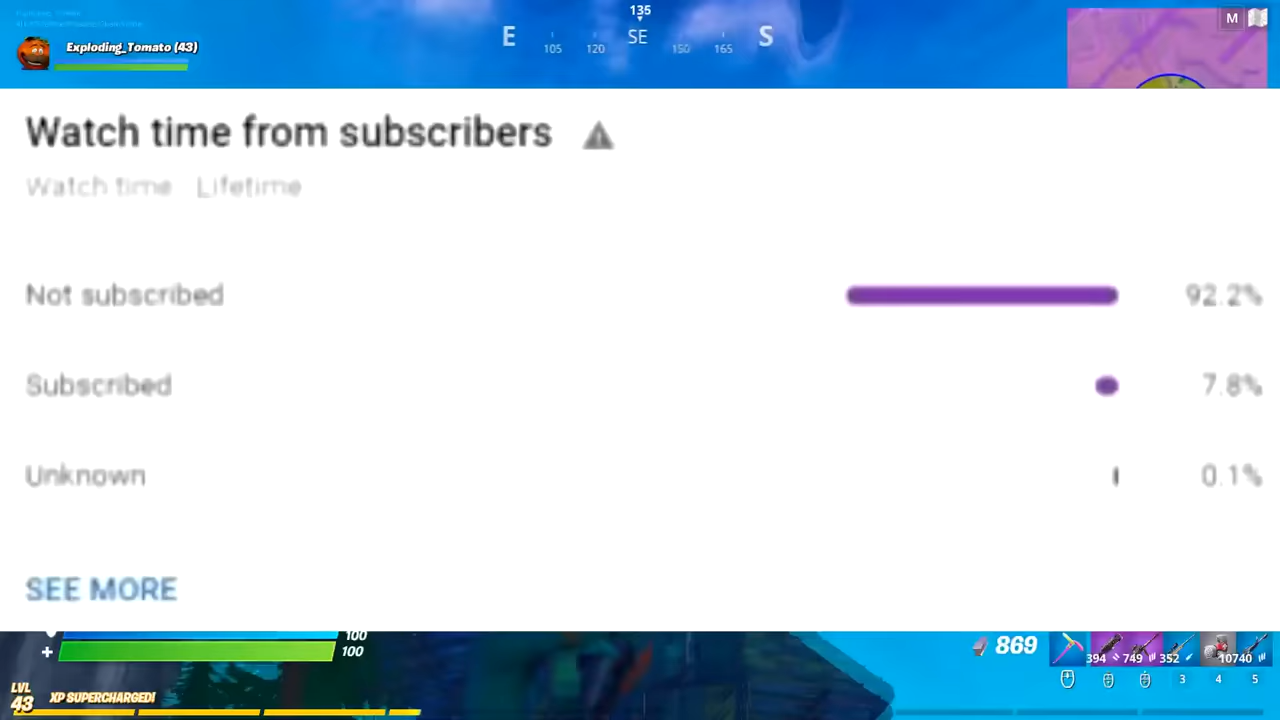 135
E 105 120 SE 150 165 S
M
Exploding_Tomato (43)
Watch time from subscribers
Watch time Lifetime
Not subscribed 92.2%
Subscribed 7.8%
Unknown 0.1%
SEE MORE
100
+ 100
869
394 749 352 10740
3 4 5
LVL
43
XP SUPERCHARGED!